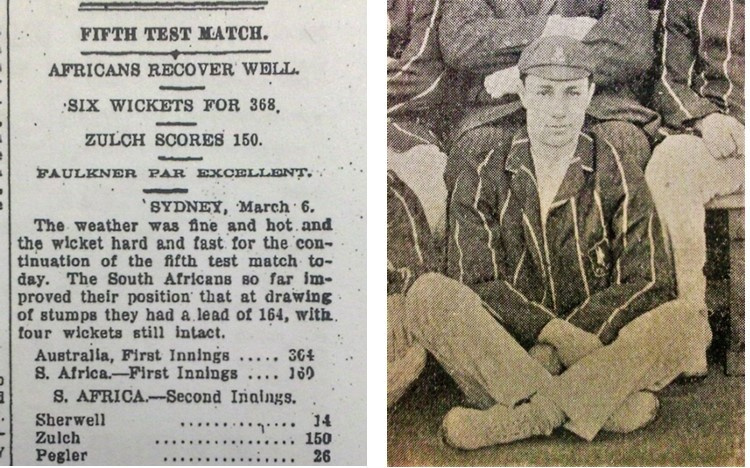 FIFTH TEST MATCH.
AFRICANS RECOVER WELL.
SIX WICKETS FOR 368.
ZULCH SCORES 150.
FAULKNER PAR EXCELLENT.
SYDNEY, March 6.
The weather was fine and hot and
the wicket hard and fast for the con-
tinuation of the fifth test match to-
day. The South Africans so far im-
proved their position that at drawing
of stumps they had a lead of 164, with
four wickets still intact.
Australia, First Innings ..... 364
S. Africa.—First Innings .... 160
S. AFRICA.—Second Innings.
Sherwell .............. 14
Zulch .................. 150
Pegler ................ 26